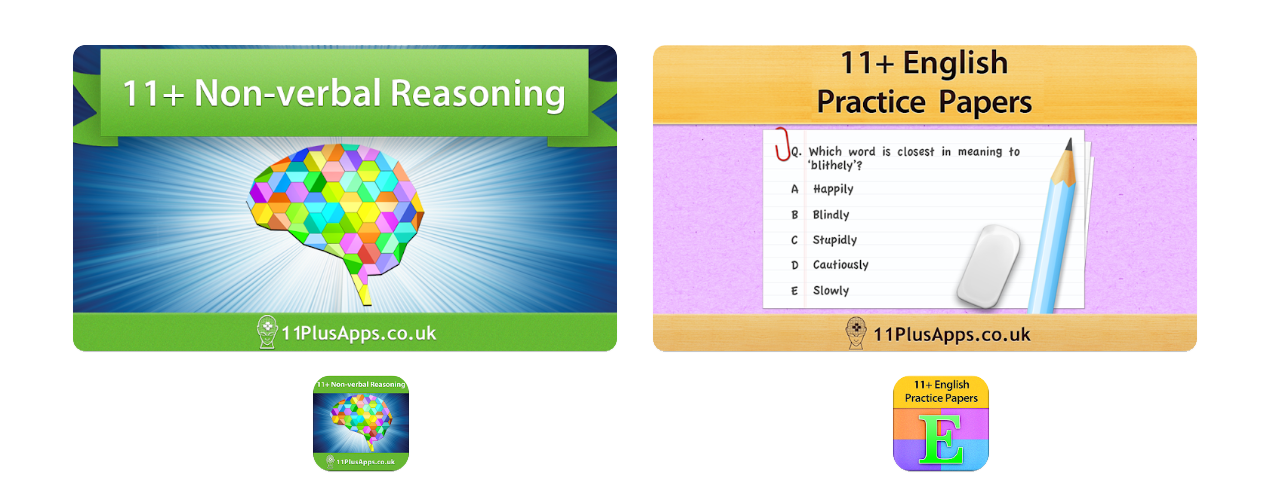 11+ Non-verbal Reasoning
11PlusApps.co.uk
11+ English
Practice Papers
Q. Which word is closest in meaning to
'blithely'?
A Happily
B Blindly
C Stupidly
D Cautiously
E Slowly
11PlusApps.co.uk
11+ Non-verbal Reasoning
11PlusApps.co.uk
11+ English
Practice Papers
E